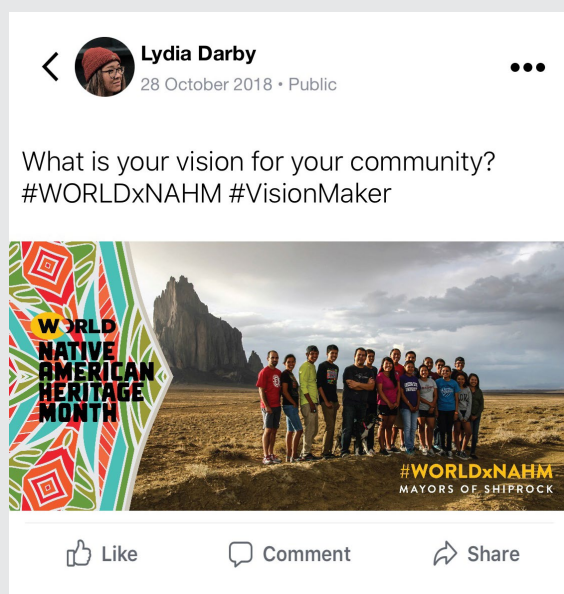 Lydia Darby
28 October 2018 • Public
What is your vision for your community?
#WORLDxNAHM #VisionMaker
WORLD
NATIVE
AMERICAN
HERITAGE
MONTH
#WORLDxNAHM
MAYORS OF SHIPROCK
Like Comment Share